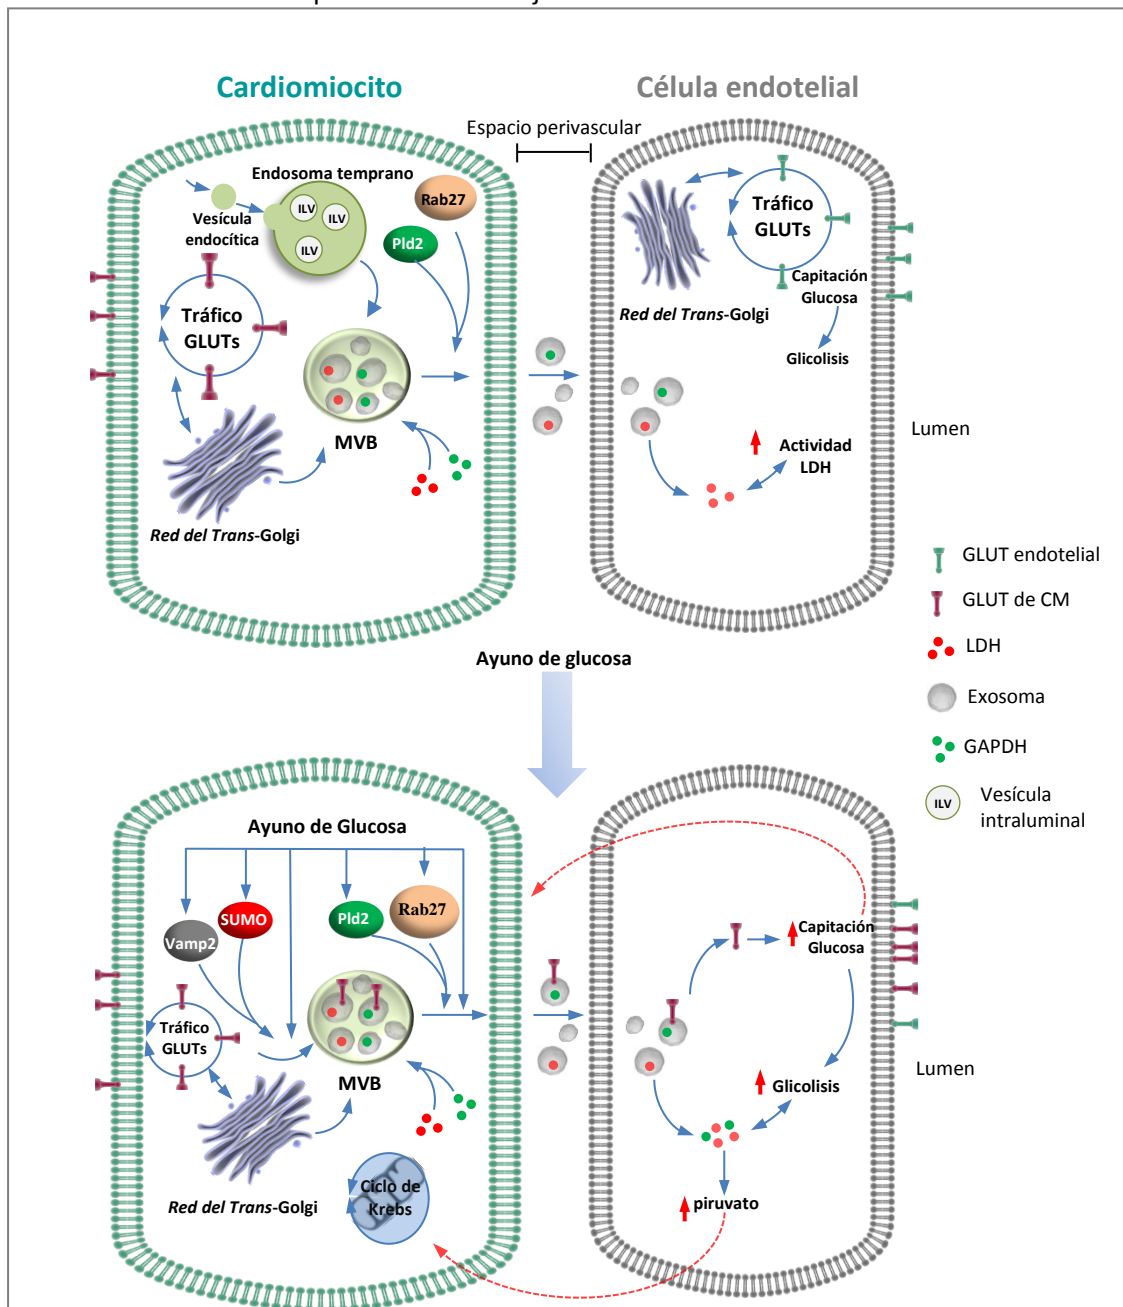 Cardiomiocito
Célula endotelial
Espacio perivascular
Endosoma temprano
ILV
ILV
ILV
Vesícula
endocítica
Rab27
Pld2
Tráfico
GLUTs
MVB
Red del Trans-Golgi
Tráfico
GLUTs
Capitación
Glucosa
Red del Trans-Golgi
Glicolisis
Actividad
LDH
Lumen
GLUT endotelial
GLUT de CM
LDH
Exosoma
GAPDH
ILV
Vesícula
intraluminal
Ayuno de glucosa
Ayuno de Glucosa
Vamp2
SUMO
Pld2
Rab27
Tráfico
GLUTs
MVB
Red del Trans-Golgi
Ciclo de
Krebs
Capitación
Glucosa
Glicolisis
piruvato
Lumen